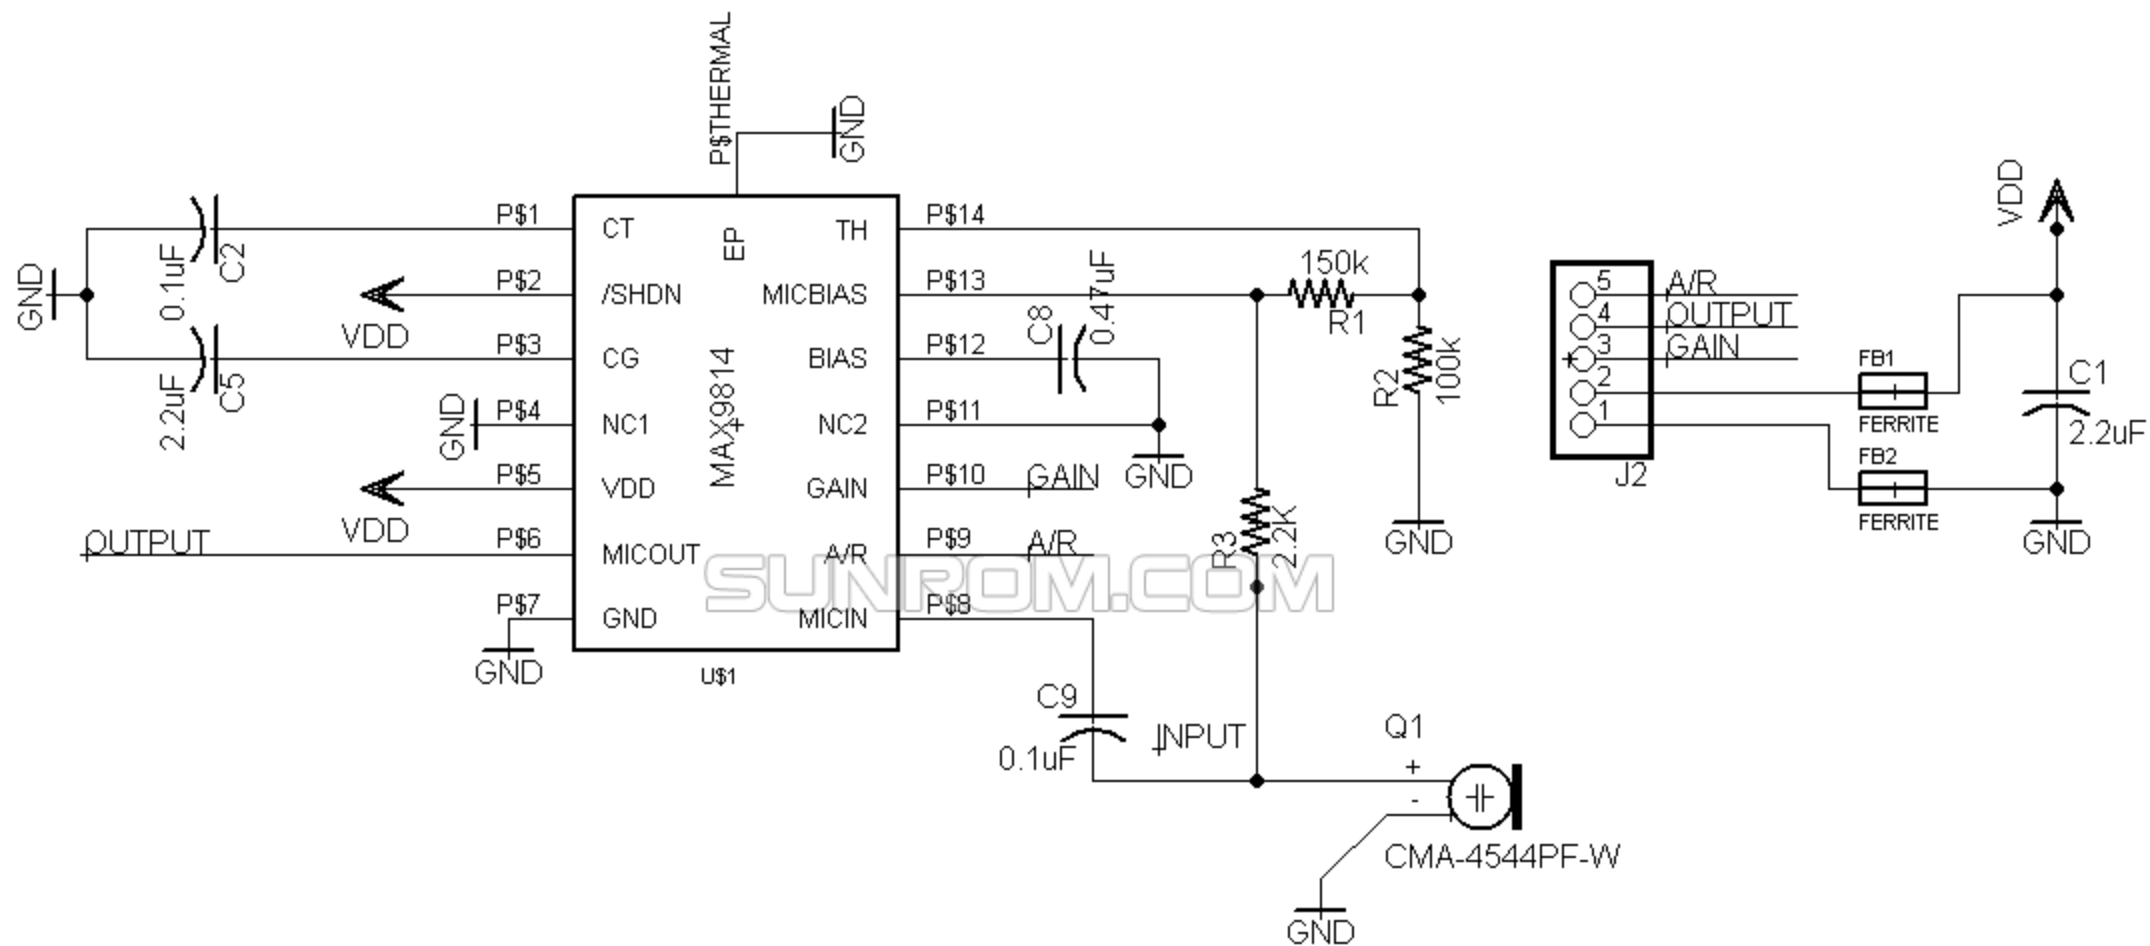 P$THERMAL
GND
P$1
CT
EP
TH
P$14
0.1uF
C2
GND
P$2
/SHDN
MICBIAS
P$13
150k
R1
VDD
C8
0.47uF
P$3
CG
BIAS
P$12
2.2uF
C5
MAX9814
R2
100k
GND
P$4
NC1
NC2
P$11
GND
P$5
VDD
GAIN
P$10
GAIN
VDD
OUTPUT
P$6
MICOUT
A/R
P$9
A/R
R3
2.2K
GND
SUNROM.COM
P$7
GND
MICIN
P$8
GND
U$1
C9
0.1uF
INPUT
Q1
+
-
CMA-4544PF-W
GND
VDD
5
A/R
4
OUTPUT
3
GAIN
2
1
J2
FB1
FERRITE
FB2
FERRITE
C1
2.2uF
GND